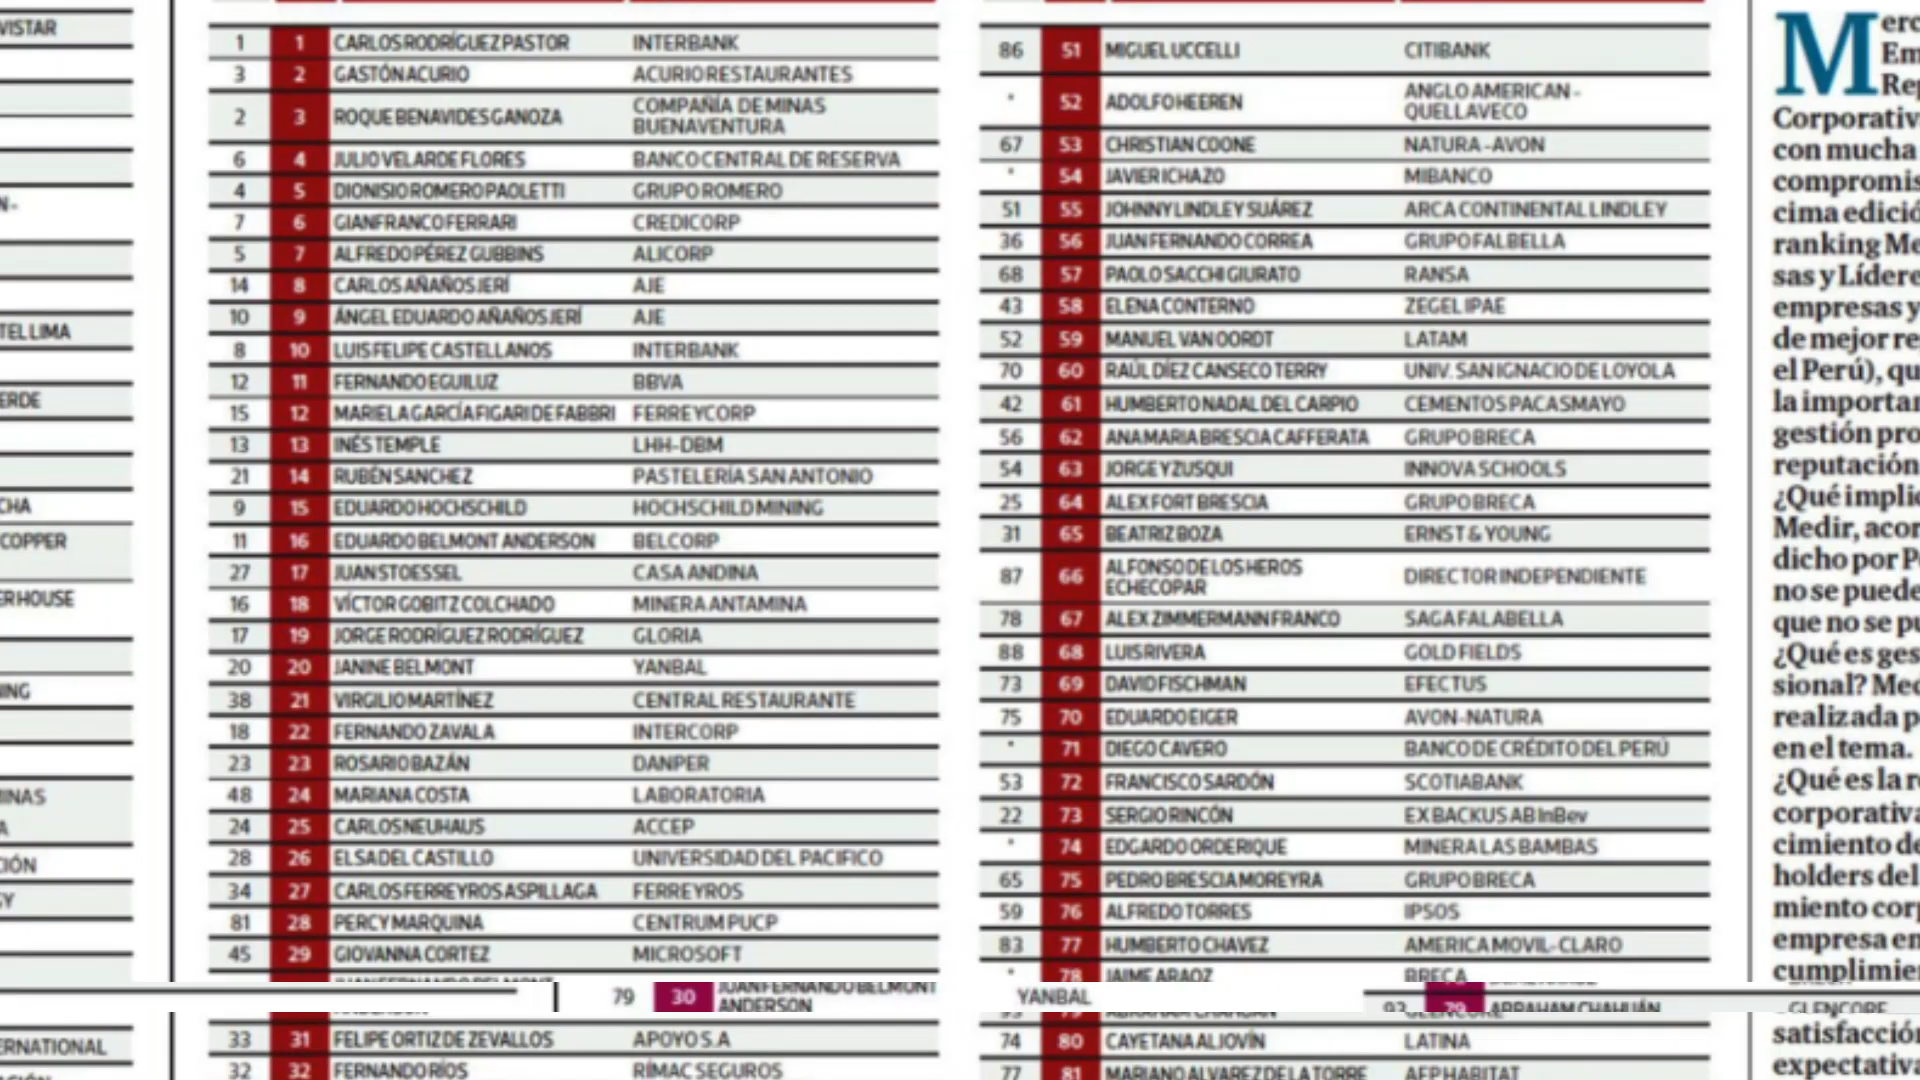 VISTAR
N-
TEL LIMA
ERDE
CHA
COPPER
ERHOUSE
NING
MINAS
A
CIÓN
GY
ERNATIONAL
1 1 CARLOS RODRÍGUEZ PASTOR INTERBANK
3 2 GASTÓN ACURIO ACURIO RESTAURANTES
2 3 ROQUE BENAVIDES GANOZA COMPAÑÍA DE MINAS
BUENAVENTURA
6 4 JULIO VELARDE FLORES BANCO CENTRAL DE RESERVA
4 5 DIONISIO ROMERO PAOLETTI GRUPO ROMERO
7 6 GIANFRANCO FERRARI CREDICORP
5 7 ALFREDO PÉREZ GUBBINS ALICORP
14 8 CARLOS AÑAÑOS JERÍ AJE
10 9 ÁNGEL EDUARDO AÑAÑOS JERÍ AJE
8 10 LUIS FELIPE CASTELLANOS INTERBANK
12 11 FERNANDO EGUILUZ BBVA
15 12 MARIELA GARCÍA FIGARI DE FABBRI FERREYCORP
13 13 INÉS TEMPLE LHH-DBM
21 14 RUBÉN SANCHEZ PASTELERÍA SAN ANTONIO
9 15 EDUARDO HOCHSCHILD HOCHSCHILD MINING
11 16 EDUARDO BELMONT ANDERSON BELCORP
27 17 JUAN STOESSEL CASA ANDINA
16 18 VÍCTOR GOBITZ COLCHADO MINERA ANTAMINA
17 19 JORGE RODRÍGUEZ RODRÍGUEZ GLORIA
20 20 JANINE BELMONT YANBAL
38 21 VIRGILIO MARTÍNEZ CENTRAL RESTAURANTE
18 22 FERNANDO ZAVALA INTERCORP
23 23 ROSARIO BAZÁN DANPER
48 24 MARIANA COSTA LABORATORIA
24 25 CARLOS NEUHAUS ACCEP
28 26 ELSA DEL CASTILLO UNIVERSIDAD DEL PACIFICO
34 27 CARLOS FERREYROS ASPILLAGA FERREYROS
81 28 PERCY MARQUINA CENTRUM PUCP
45 29 GIOVANNA CORTEZ MICROSOFT
79 30 JUAN FERNANDO BELMONT
ANDERSON
YANBAL
33 31 FELIPE ORTIZ DE ZEVALLOS APOYO S.A
32 32 FERNANDO RÍOS RÍMAC SEGUROS
86 51 MIGUEL UCCELLI CITIBANK
* 52 ADOLFO HEEREN ANGLO AMERICAN -
QUELLAVECO
67 53 CHRISTIAN COONE NATURA - AVON
* 54 JAVIER ICHAZO MIBANCO
51 55 JOHNNY LINDLEY SUÁREZ ARCA CONTINENTAL LINDLEY
36 56 JUAN FERNANDO CORREA GRUPO FALBELLA
68 57 PAOLO SACCHI GIURATO RANSA
43 58 ELENA CONTERNO ZEGEL IPAE
52 59 MANUEL VAN OORDT LATAM
70 60 RAÚL DÍEZ CANSECO TERRY UNIV. SAN IGNACIO DE LOYOLA
42 61 HUMBERTO NADAL DEL CARPIO CEMENTOS PACASMAYO
56 62 ANA MARIA BRESCIA CAFFERATA GRUPO BRECA
54 63 JORGE YZUSQUI INNOVA SCHOOLS
25 64 ALEX FORT BRESCIA GRUPO BRECA
31 65 BEATRIZ BOZA ERNST & YOUNG
87 66 ALFONSO DE LOS HEROS
ECHECOPAR DIRECTOR INDEPENDIENTE
78 67 ALEX ZIMMERMANN FRANCO SAGA FALABELLA
88 68 LUIS RIVERA GOLD FIELDS
73 69 DAVID FISCHMAN EFECTUS
75 70 EDUARDO EIGER AVON-NATURA
* 71 DIEGO CAVERO BANCO DE CRÉDITO DEL PERÚ
53 72 FRANCISCO SARDÓN SCOTIABANK
22 73 SERGIO RINCÓN EX BACKUS AB InBev
* 74 EDGARDO ORDERIQUE MINERA LAS BAMBAS
65 75 PEDRO BRESCIA MOREYRA GRUPO BRECA
59 76 ALFREDO TORRES IPSOS
83 77 HUMBERTO CHAVEZ AMERICA MOVIL - CLARO
* 78 JAIME ARAOZ BRECA
93 79 ABRAHAM CHAHUÁN GLENCORE
74 80 CAYETANA ALJOVÍN LATINA
77 81 MARIANO ALVAREZ DE LA TORRE AFP HABITAT
Merc
Em
Rep
Corporativ
con mucha
compromis
cima edició
ranking Me
sas y Lídere
empresas y
de mejor re
el Perú), qu
la importan
gestión pro
reputación
¿Qué implic
Medir, acor
dicho por P
no se puede
que no se pu
¿Qué es ges
sional? Med
realizada p
en el tema.
¿Qué es la re
corporativa
cimiento de
holders del
miento corp
empresa en
cumplimien
satisfacción
expectativa